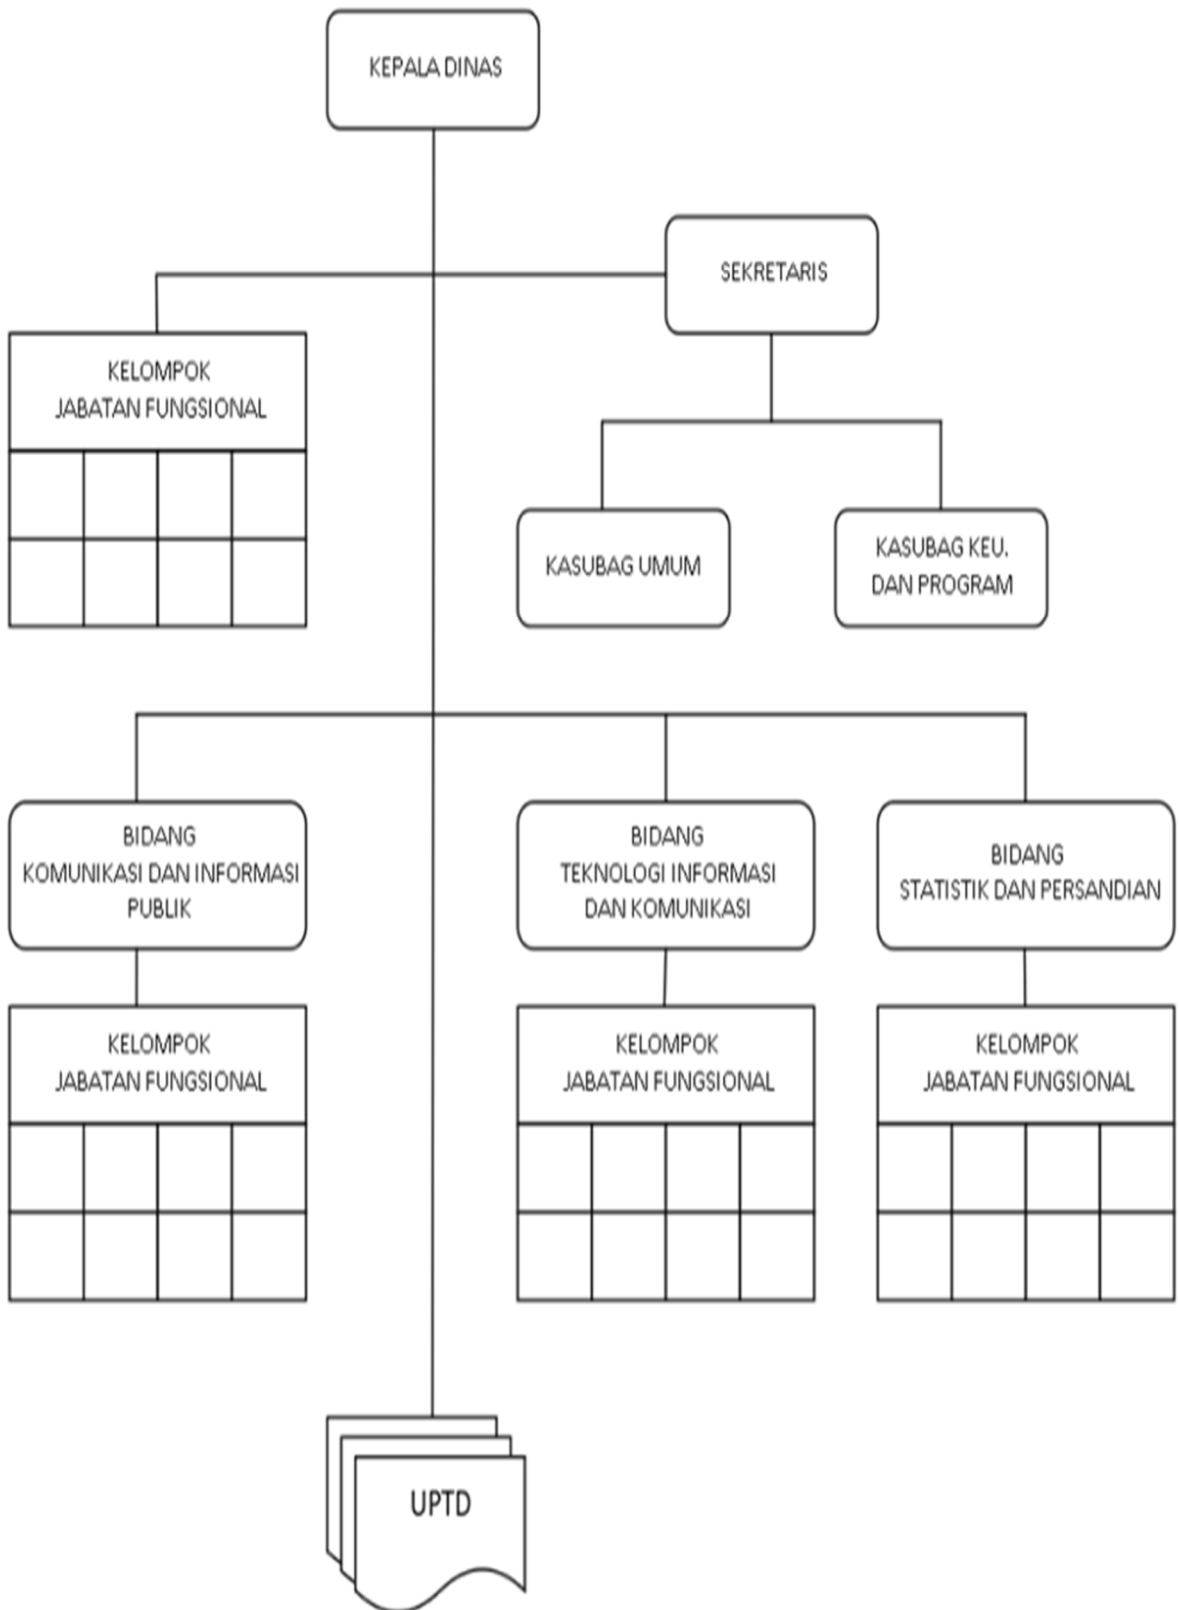 KEPALA DINAS
SEKRETARIS
KELOMPOK
JABATAN FUNGSIONAL
KASUBAG UMUM
KASUBAG KEU.
DAN PROGRAM
BIDANG
KOMUNIKASI DAN INFORMASI
PUBLIK
BIDANG
TEKNOLOGI INFORMASI
DAN KOMUNIKASI
BIDANG
STATISTIK DAN PERSANDIAN
KELOMPOK
JABATAN FUNGSIONAL
KELOMPOK
JABATAN FUNGSIONAL
KELOMPOK
JABATAN FUNGSIONAL
UPTD